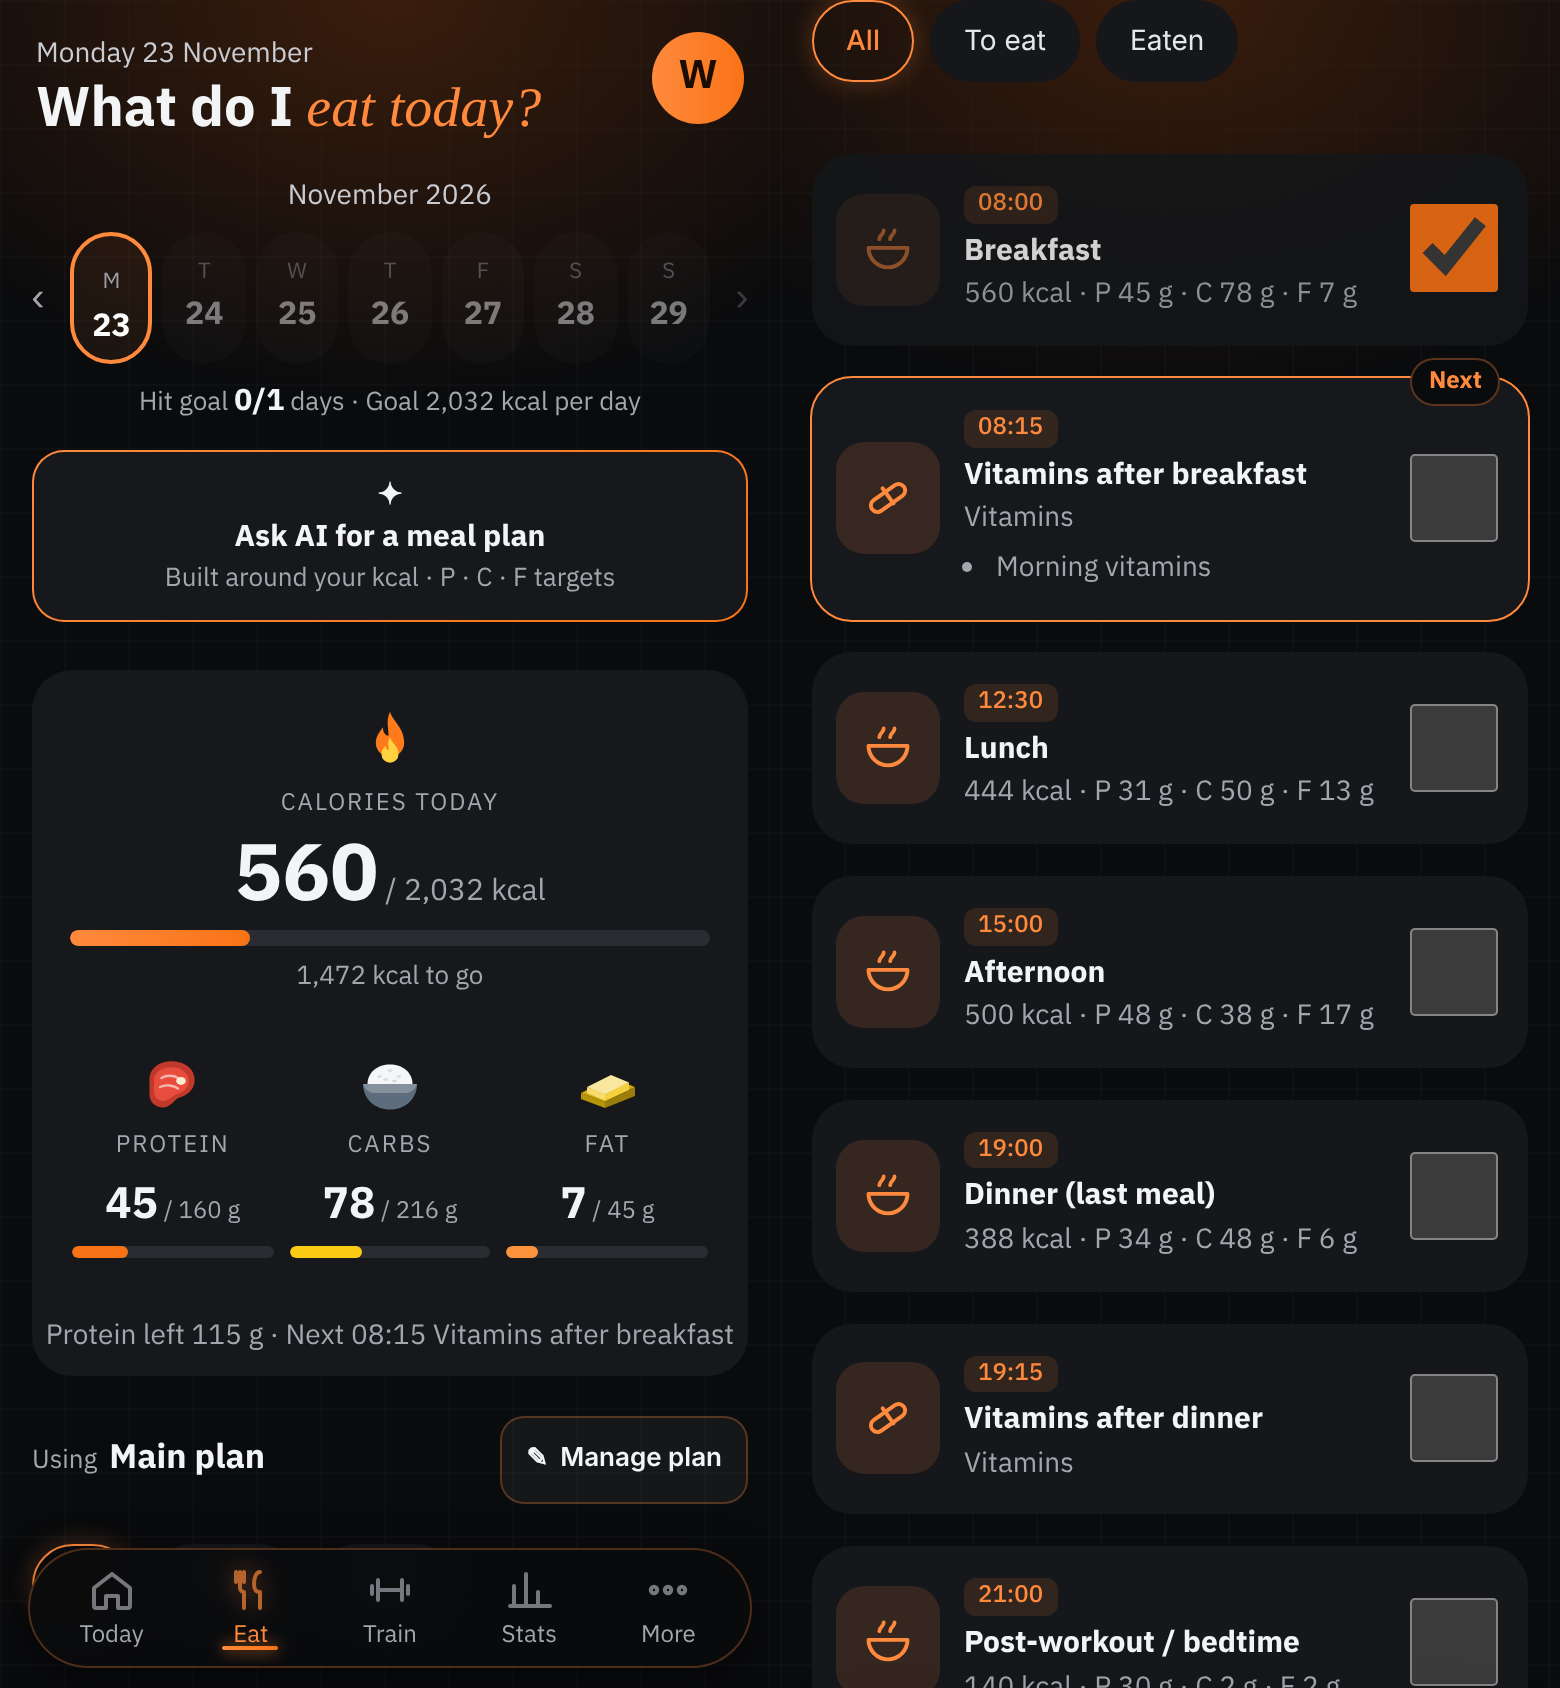 Monday 23 November
What do I eat today?
W
November 2026
‹
M
23
T
24
W
25
T
26
F
27
S
28
S
29
›
Hit goal 0/1 days · Goal 2,032 kcal per day
✦
Ask AI for a meal plan
Built around your kcal · P · C · F targets
CALORIES TODAY
560 / 2,032 kcal
1,472 kcal to go
PROTEIN
45 / 160 g
CARBS
78 / 216 g
FAT
7 / 45 g
Protein left 115 g · Next 08:15 Vitamins after breakfast
Using Main plan
✎ Manage plan
Today
Eat
Train
Stats
More
All
To eat
Eaten
08:00
Breakfast
560 kcal · P 45 g · C 78 g · F 7 g
Next
08:15
Vitamins after breakfast
Vitamins
• Morning vitamins
12:30
Lunch
444 kcal · P 31 g · C 50 g · F 13 g
15:00
Afternoon
500 kcal · P 48 g · C 38 g · F 17 g
19:00
Dinner (last meal)
388 kcal · P 34 g · C 48 g · F 6 g
19:15
Vitamins after dinner
Vitamins
21:00
Post-workout / bedtime
140 kcal · P 30 g · C 2 g · F 2 g